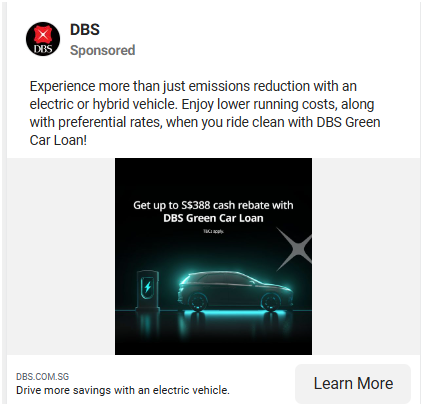 DBS
DBS
Sponsored
Experience more than just emissions reduction with an
electric or hybrid vehicle. Enjoy lower running costs, along
with preferential rates, when you ride clean with DBS Green
Car Loan!
Get up to S$388 cash rebate with
DBS Green Car Loan
T&Cs apply.
DBS.COM.SG
Drive more savings with an electric vehicle.
Learn More